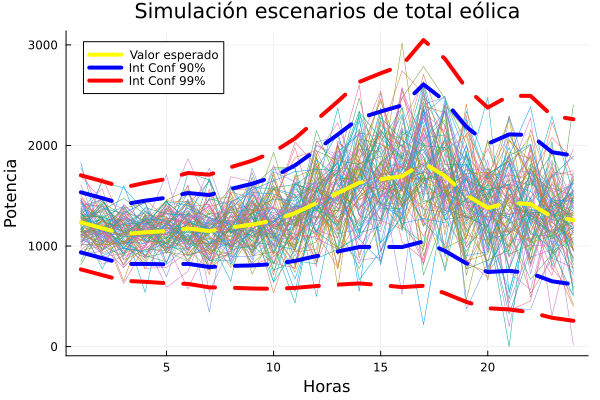 Simulación escenarios de total eólica
3000
2000
1000
0
Potencia
Valor esperado
Int Conf 90%
Int Conf 99%
5
10
15
20
Horas